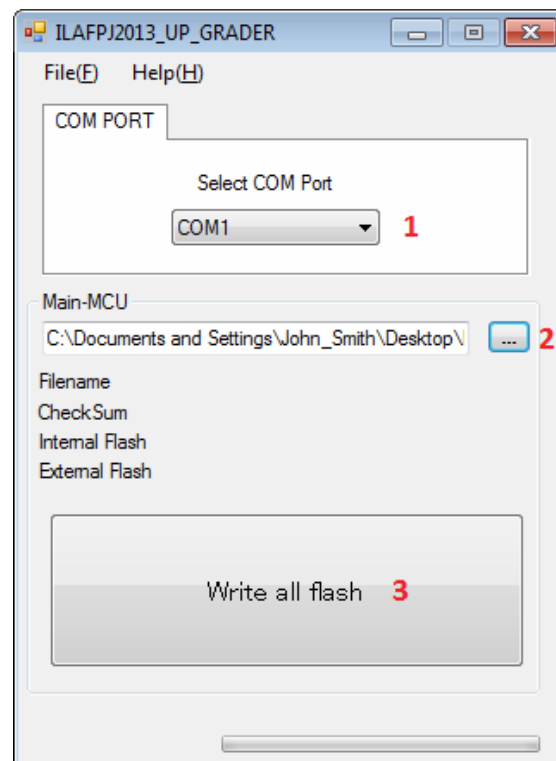 ILAFPJ2013_UP_GRADER
File(F) Help(H)
COM PORT
Select COM Port
COM1 1
Main-MCU
C:\Documents and Settings\John_Smith\Desktop\ ... 2
Filename
CheckSum
Internal Flash
External Flash
Write all flash 3